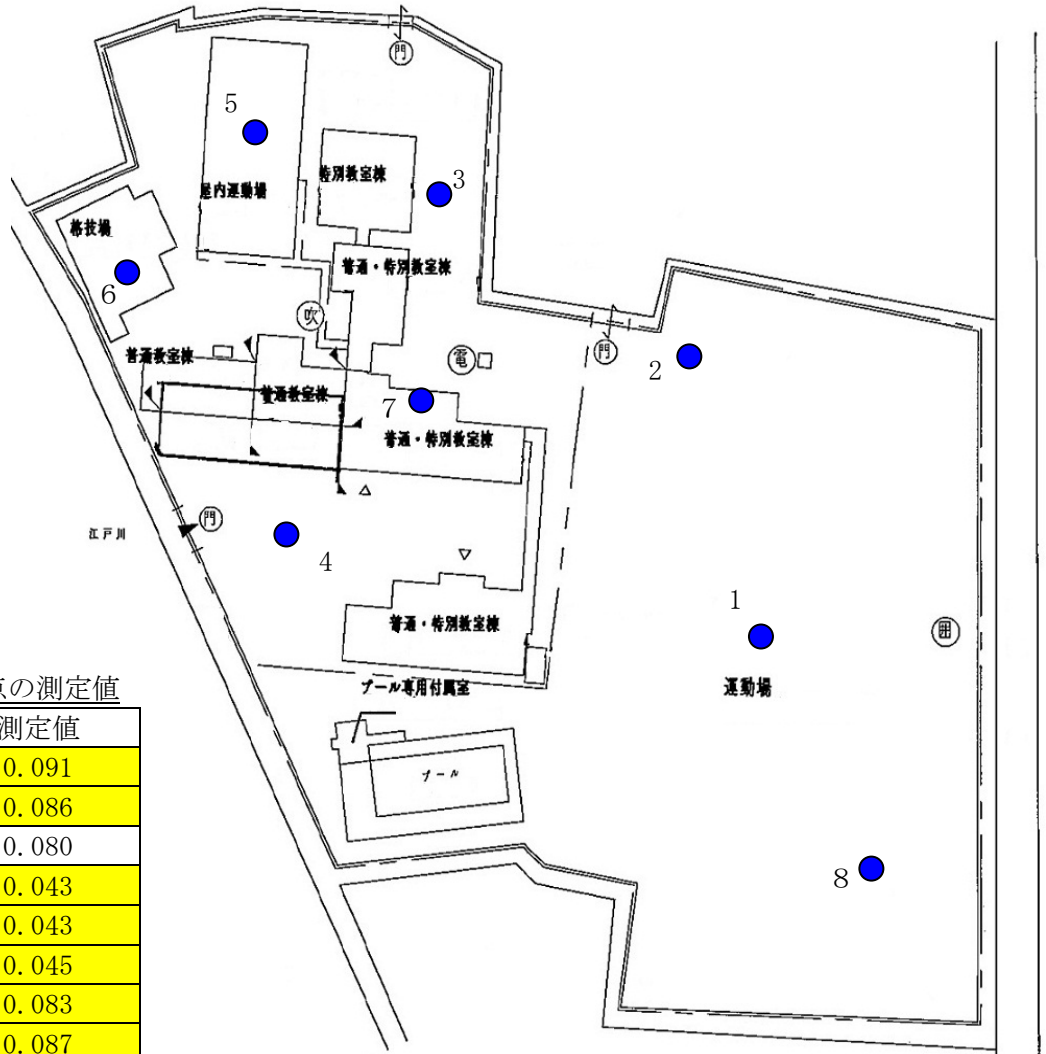 門
5
3
特別教室棟
屋内運動場
格技場
普通・特別教室棟
6
吹
門
電
2
普通教室棟
普通教室棟
7
普通・特別教室棟
門
江戸川
4
1
普通・特別教室棟
囲
点の測定値
プール専用付属室
運動場
測定値
0.091
0.086
プール
0.080
0.043
8
0.043
0.045
0.083
0.087